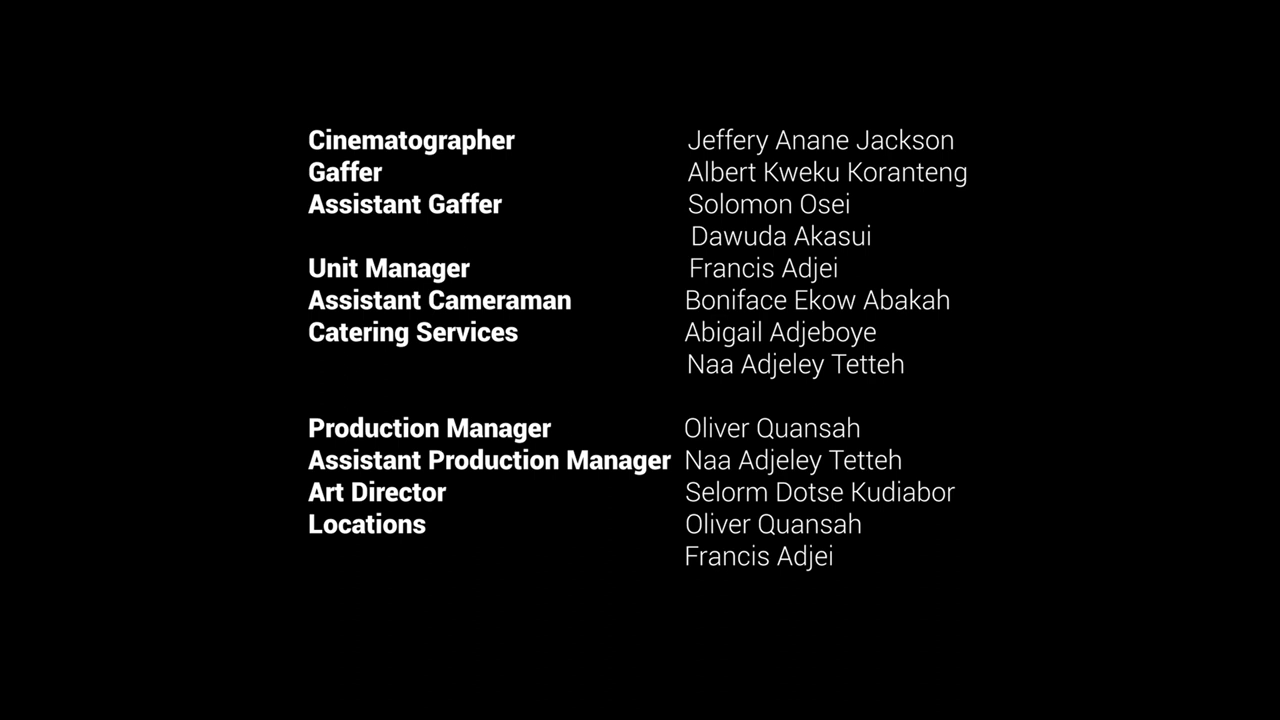 Cinematographer Jeffery Anane Jackson
Gaffer Albert Kweku Koranteng
Assistant Gaffer Solomon Osei
Dawuda Akasui
Unit Manager Francis Adjei
Assistant Cameraman Boniface Ekow Abakah
Catering Services Abigail Adjeboye
Naa Adjeley Tetteh
Production Manager Oliver Quansah
Assistant Production Manager Naa Adjeley Tetteh
Art Director Selorm Dotse Kudiabor
Locations Oliver Quansah
Francis Adjei